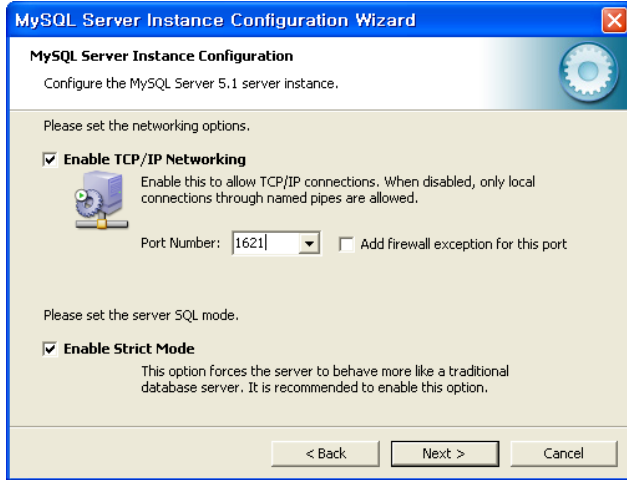 MySQL Server Instance Configuration Wizard
MySQL Server Instance Configuration
Configure the MySQL Server 5.1 server instance.
Please set the networking options.
Enable TCP/IP Networking
Enable this to allow TCP/IP connections. When disabled, only local
connections through named pipes are allowed.
Port Number: 1621 Add firewall exception for this port
Please set the server SQL mode.
Enable Strict Mode
This option forces the server to behave more like a traditional
database server. It is recommended to enable this option.
< Back Next > Cancel